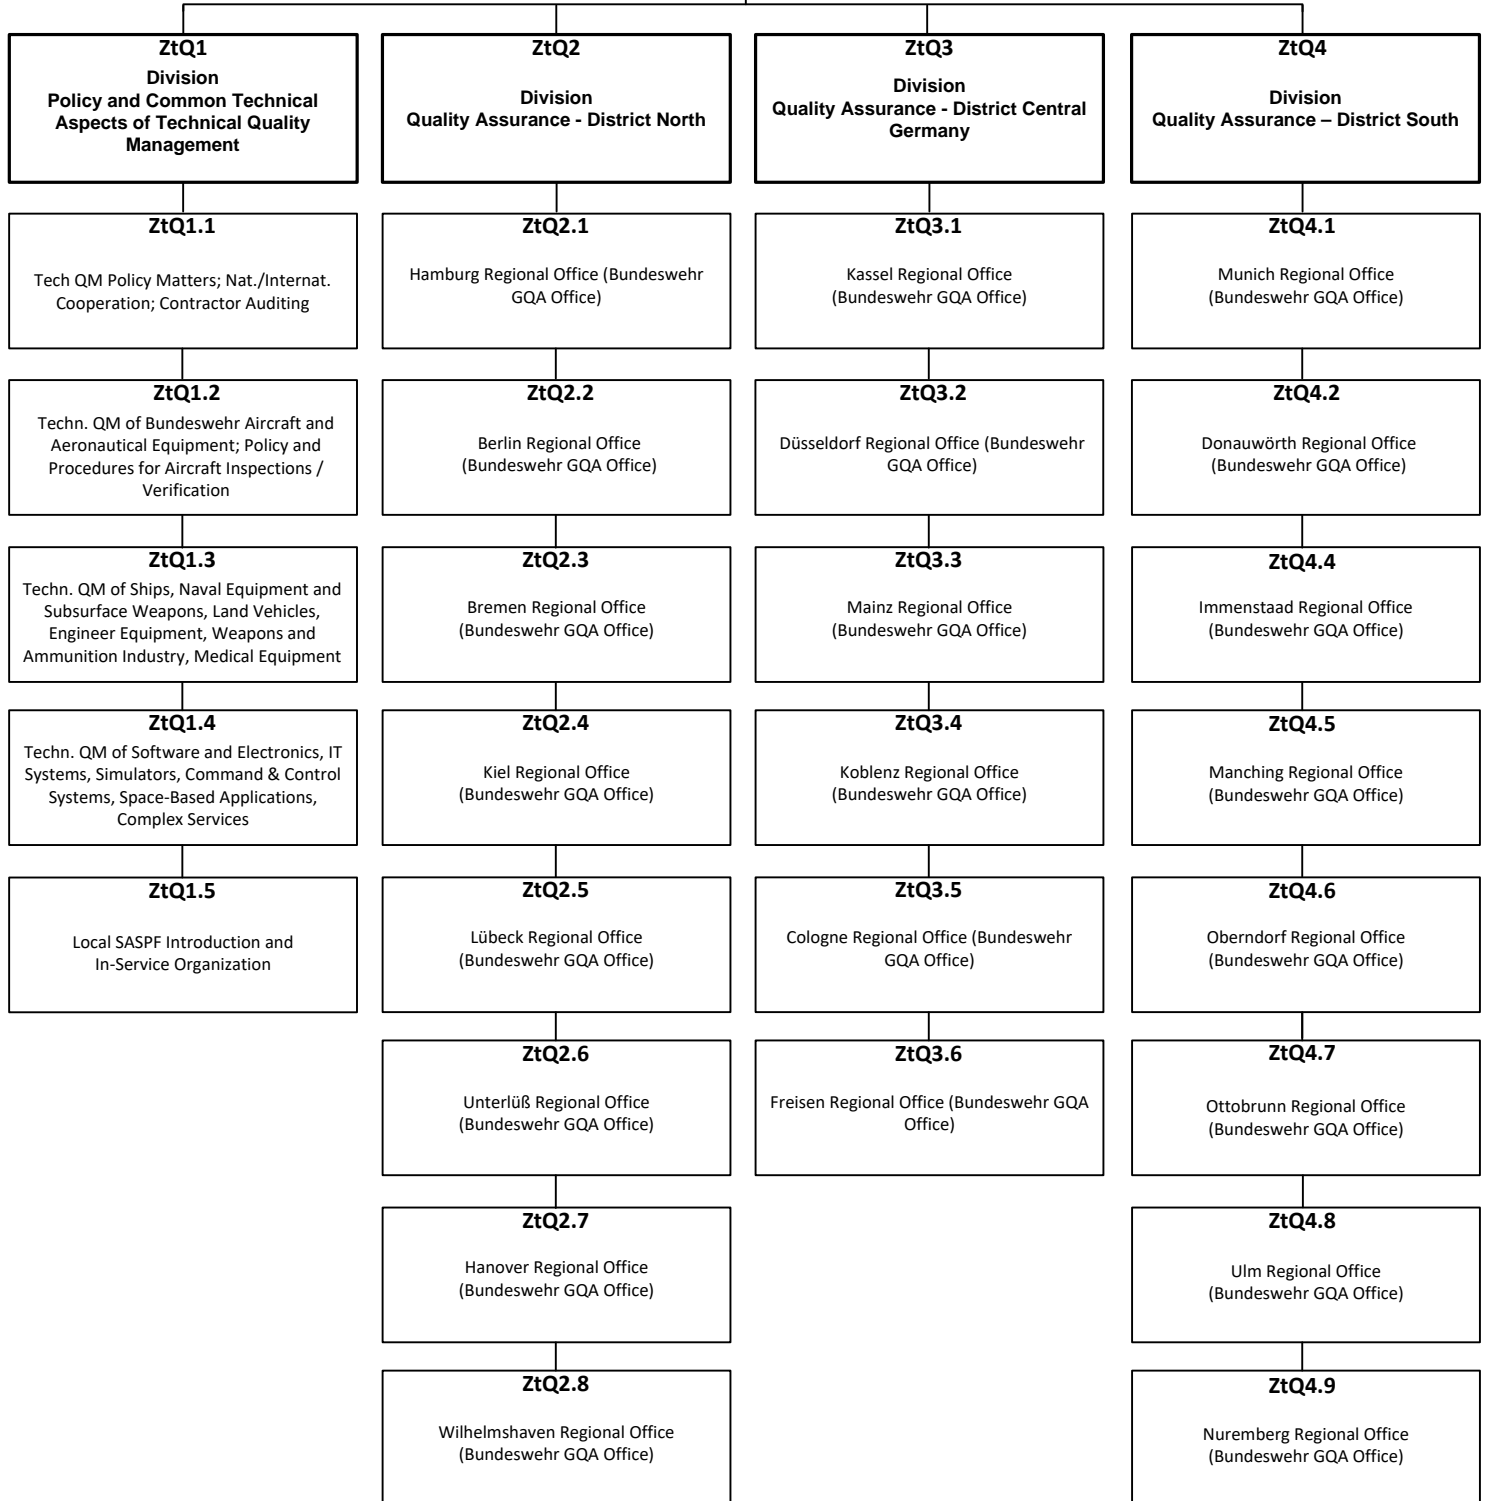 ZtQ1
Division
Policy and Common Technical
Aspects of Technical Quality
Management
ZtQ1.1
Tech QM Policy Matters; Nat./Internat.
Cooperation; Contractor Auditing
ZtQ1.2
Techn. QM of Bundeswehr Aircraft and
Aeronautical Equipment; Policy and
Procedures for Aircraft Inspections /
Verification
ZtQ1.3
Techn. QM of Ships, Naval Equipment and
Subsurface Weapons, Land Vehicles,
Engineer Equipment, Weapons and
Ammunition Industry, Medical Equipment
ZtQ1.4
Techn. QM of Software and Electronics, IT
Systems, Simulators, Command & Control
Systems, Space-Based Applications,
Complex Services
ZtQ1.5
Local SASPF Introduction and
In-Service Organization
ZtQ2
Division
Quality Assurance - District North
ZtQ2.1
Hamburg Regional Office (Bundeswehr
GQA Office)
ZtQ2.2
Berlin Regional Office
(Bundeswehr GQA Office)
ZtQ2.3
Bremen Regional Office
(Bundeswehr GQA Office)
ZtQ2.4
Kiel Regional Office
(Bundeswehr GQA Office)
ZtQ2.5
Lübeck Regional Office
(Bundeswehr GQA Office)
ZtQ2.6
Unterlüß Regional Office
(Bundeswehr GQA Office)
ZtQ2.7
Hanover Regional Office
(Bundeswehr GQA Office)
ZtQ2.8
Wilhelmshaven Regional Office
(Bundeswehr GQA Office)
ZtQ3
Division
Quality Assurance - District Central
Germany
ZtQ3.1
Kassel Regional Office
(Bundeswehr GQA Office)
ZtQ3.2
Düsseldorf Regional Office (Bundeswehr
GQA Office)
ZtQ3.3
Mainz Regional Office
(Bundeswehr GQA Office)
ZtQ3.4
Koblenz Regional Office
(Bundeswehr GQA Office)
ZtQ3.5
Cologne Regional Office (Bundeswehr
GQA Office)
ZtQ3.6
Freisen Regional Office (Bundeswehr GQA
Office)
ZtQ4
Division
Quality Assurance – District South
ZtQ4.1
Munich Regional Office
(Bundeswehr GQA Office)
ZtQ4.2
Donauwörth Regional Office
(Bundeswehr GQA Office)
ZtQ4.4
Immenstaad Regional Office
(Bundeswehr GQA Office)
ZtQ4.5
Manching Regional Office
(Bundeswehr GQA Office)
ZtQ4.6
Oberndorf Regional Office
(Bundeswehr GQA Office)
ZtQ4.7
Ottobrunn Regional Office
(Bundeswehr GQA Office)
ZtQ4.8
Ulm Regional Office
(Bundeswehr GQA Office)
ZtQ4.9
Nuremberg Regional Office
(Bundeswehr GQA Office)